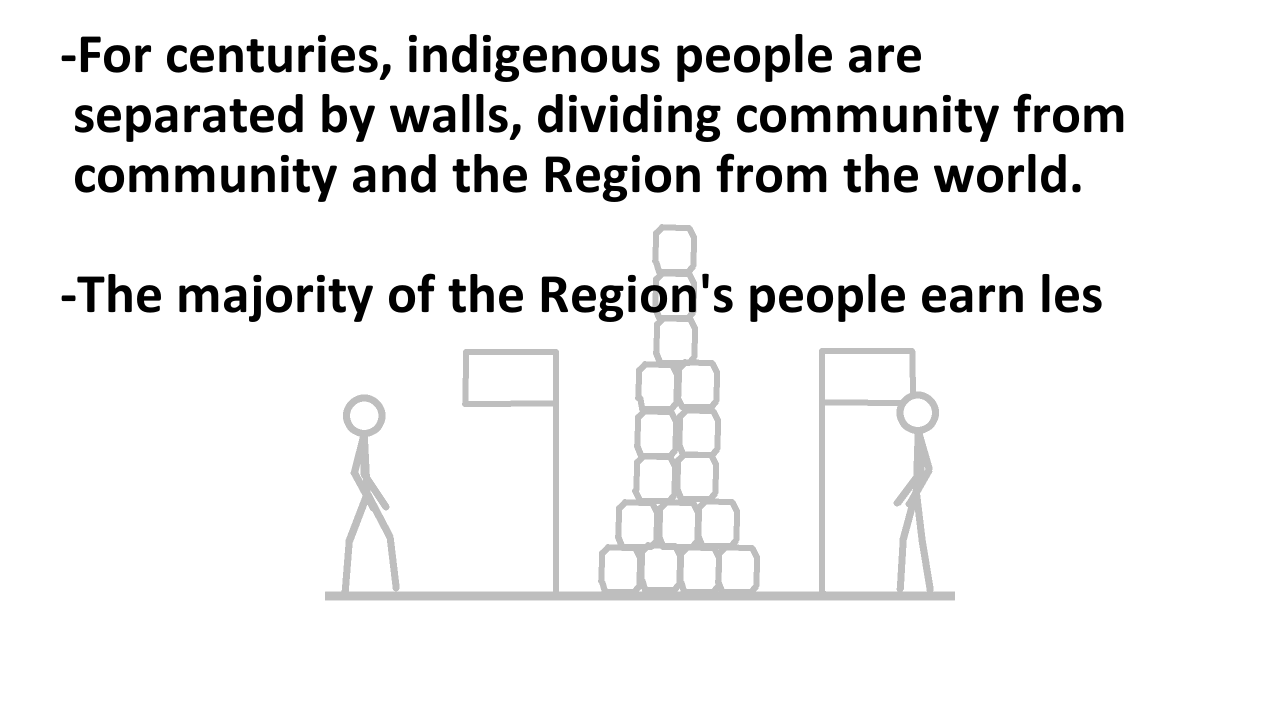 -For centuries, indigenous people are
separated by walls, dividing community from
community and the Region from the world.
-The majority of the Region's people earn les